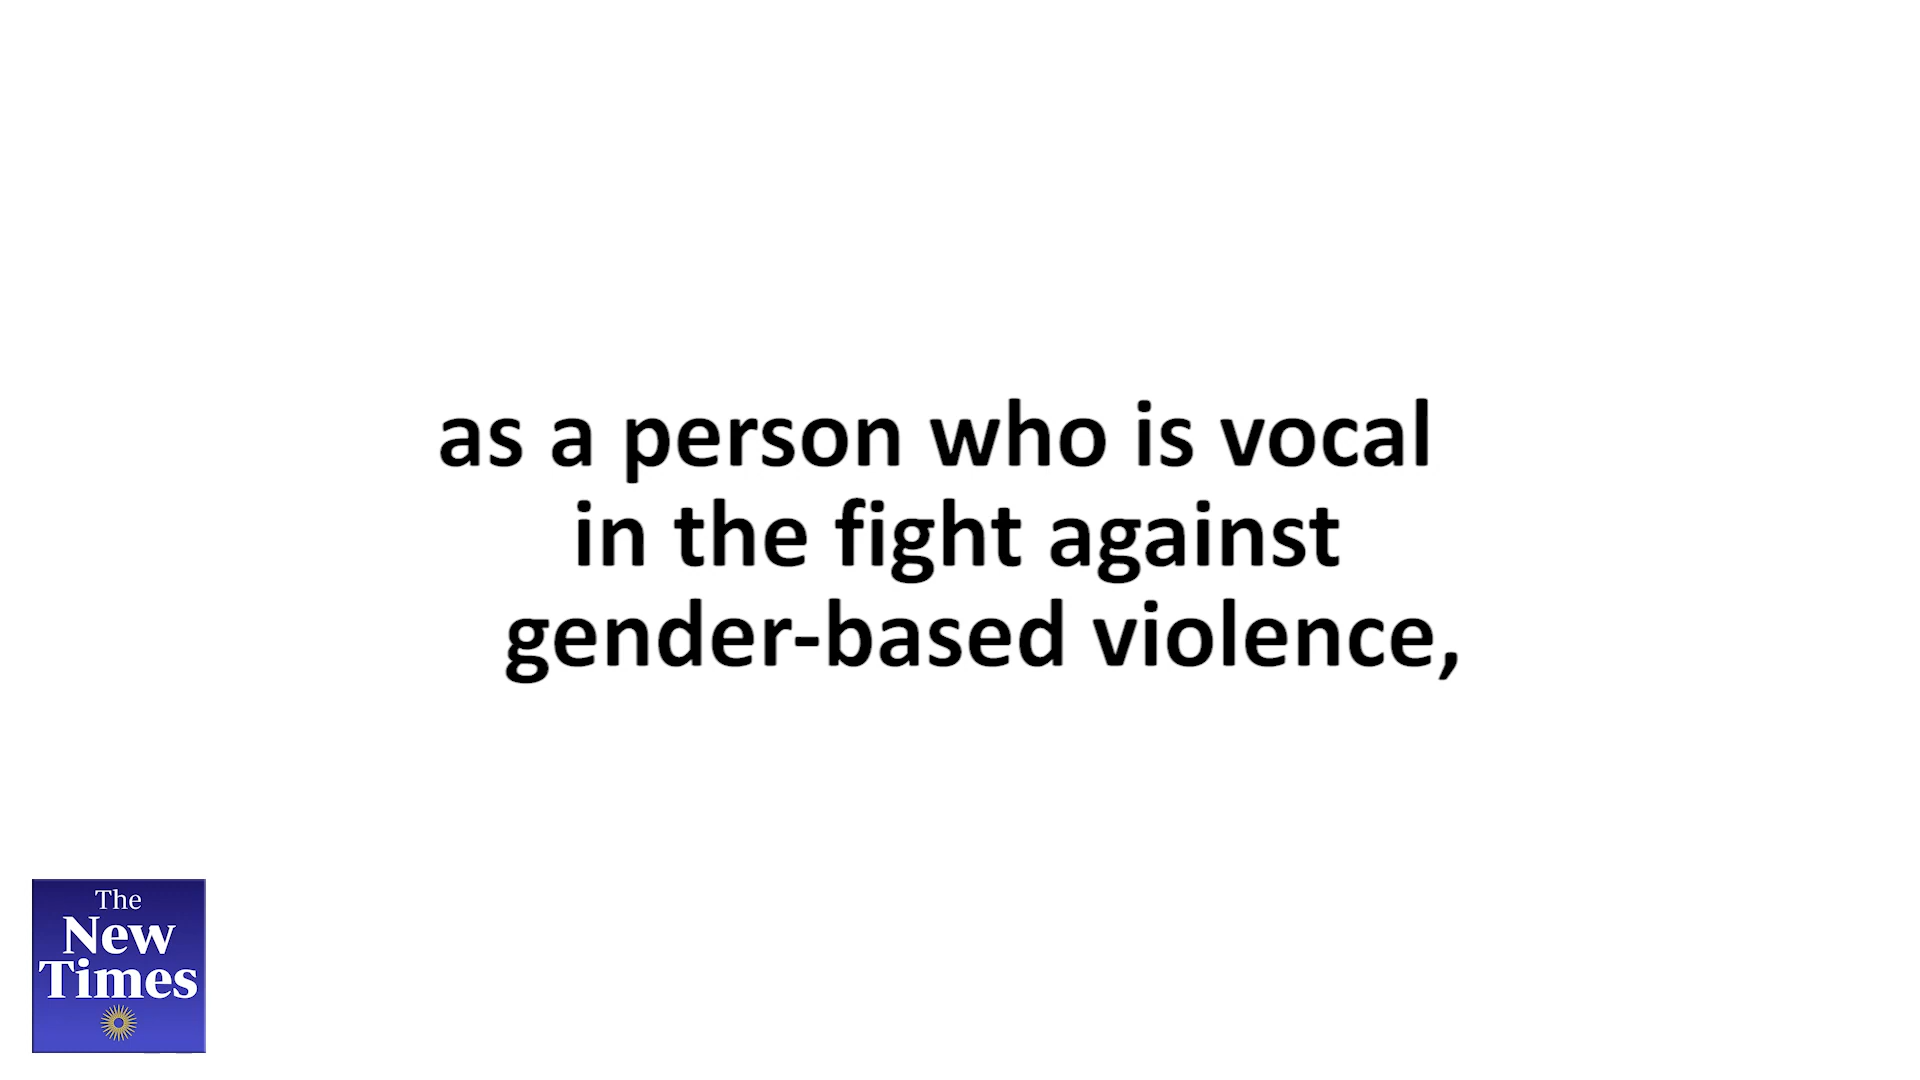 as a person who is vocal
in the fight against
gender-based violence,
The
New
Times